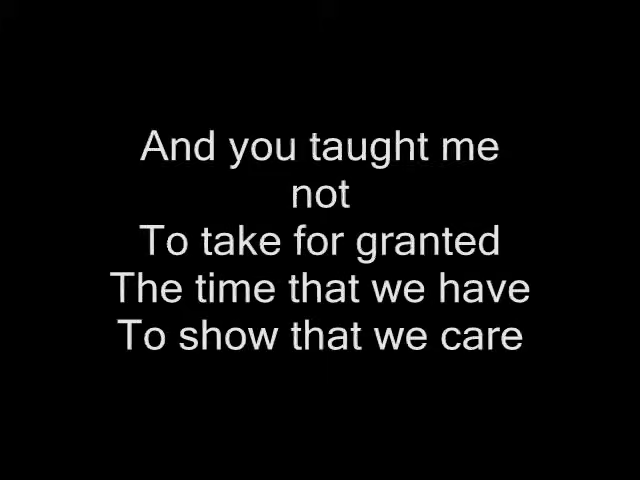 And you taught me
not
To take for granted
The time that we have
To show that we care